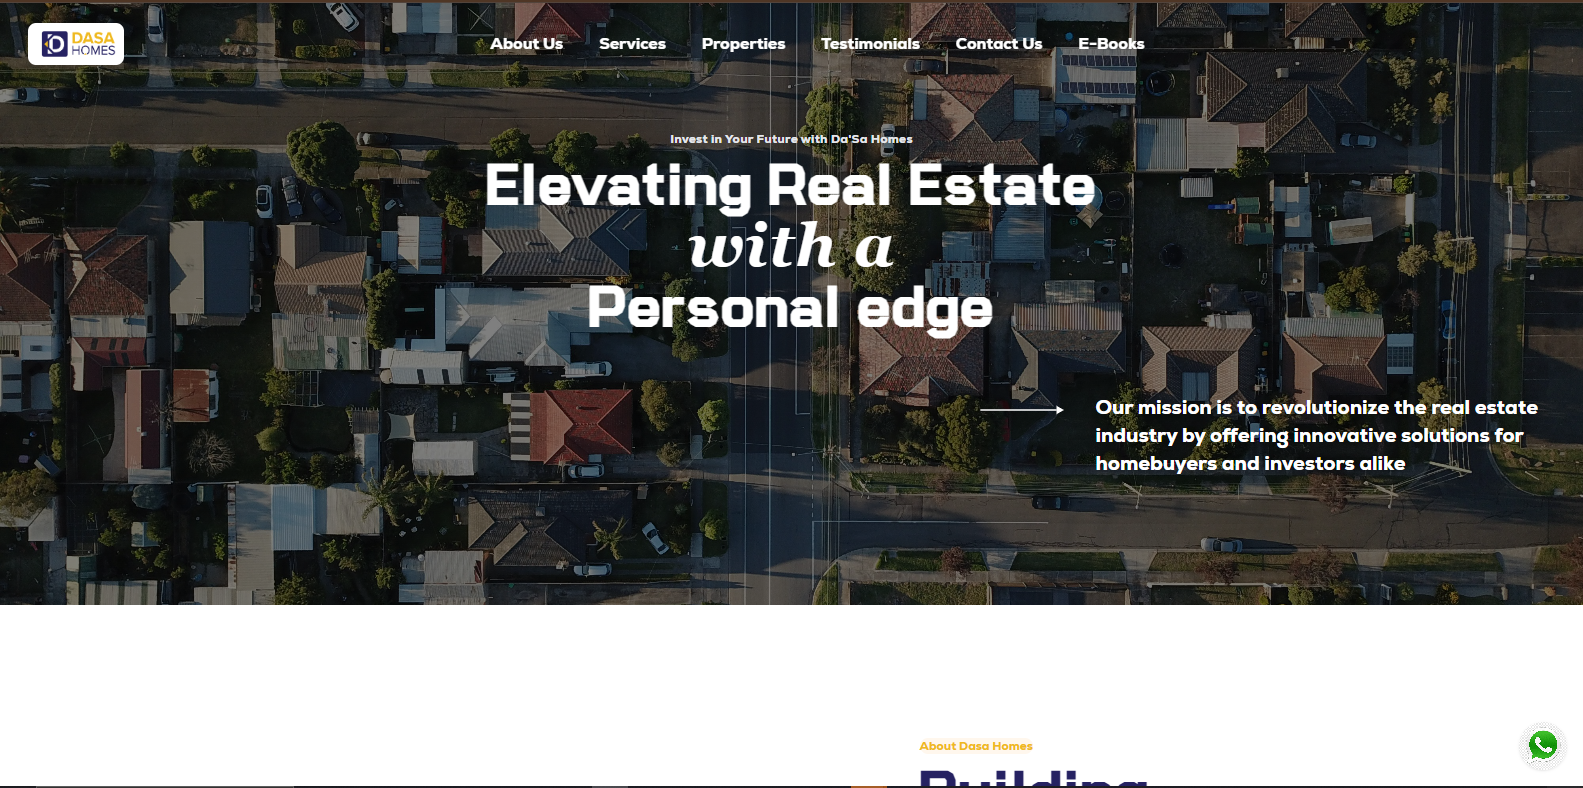 DASA
HOMES
About Us Services Properties Testimonials Contact Us E-Books
Invest in Your Future with Da'Sa Homes
Elevating Real Estate
with a
Personal edge
Our mission is to revolutionize the real estate
industry by offering innovative solutions for
homebuyers and investors alike
About Dasa Homes
Building